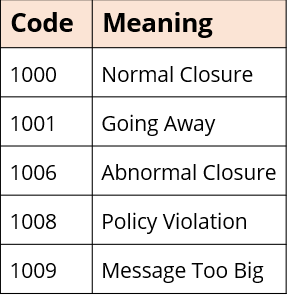 Code Meaning
1000 Normal Closure
1001 Going Away
1006 Abnormal Closure
1008 Policy Violation
1009 Message Too Big